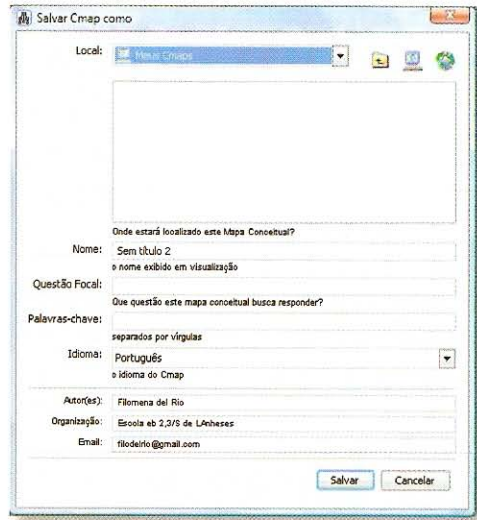 Salvar Cmap como
Local: Meus Cmaps
Onde estará localizado este Mapa Conceitual?
Nome: Sem título 2
o nome exibido em visualização
Questão Focal:
Que questão este mapa conceitual busca responder?
Palavras-chave:
separados por vírgulas
Idioma: Português
o idioma do Cmap
Autor(es): Filomena del Rio
Organização: Escola eb 2,3/S de LAnheses
Email: filodelrio@gmail.com
Salvar Cancelar